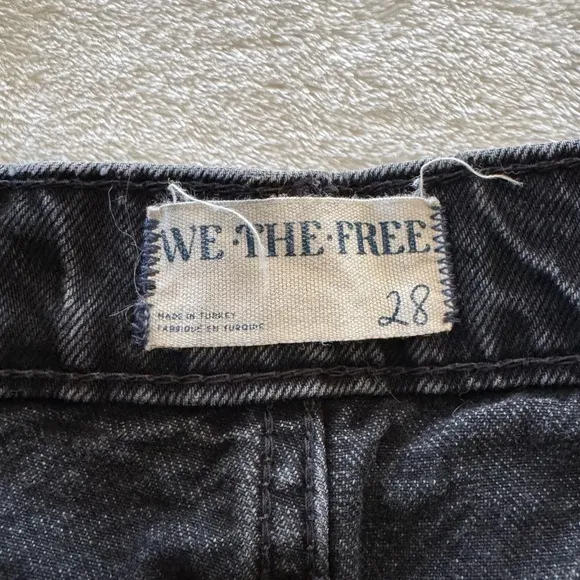 WE·THE·FREE
MADE IN TURKEY
FABRIQUÉ EN TURQUIE
28